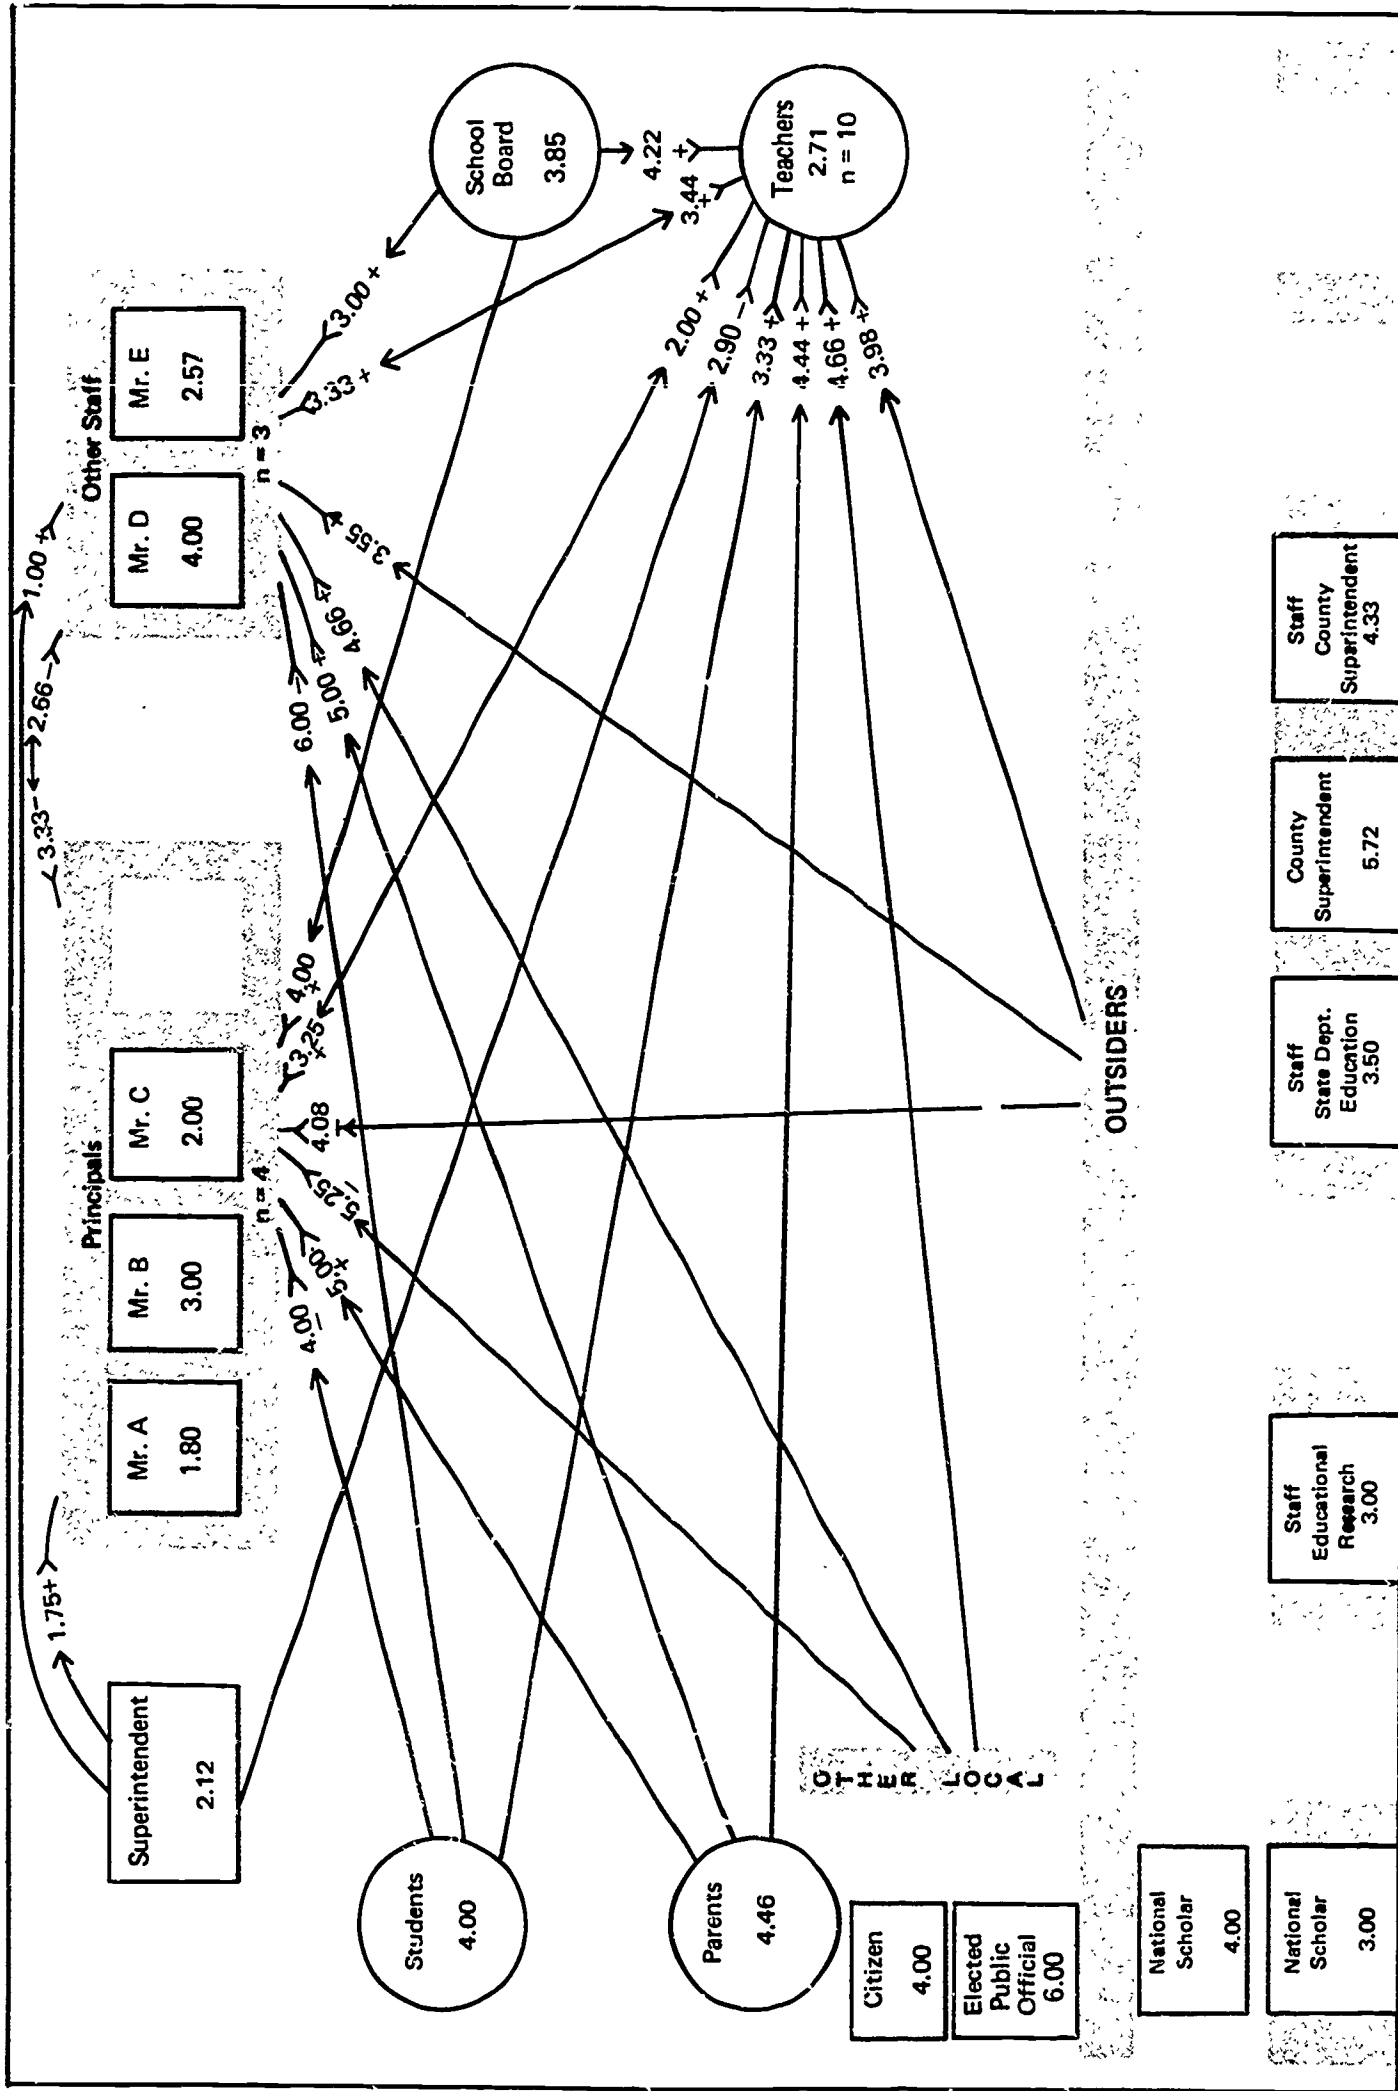 1.00 +
3.33–
2.66 –
1.75+
Principals
Other Staff
Superintendent
2.12
Mr. A
1.80
Mr. B
3.00
Mr. C
2.00
Mr. D
4.00
Mr. E
2.57
n = 4
n = 3
4.00
–
5.00
+
5.25
–
4.08
+
3.25
+
4.00
+
6.00
5.00 +
4.66 +
3.55 +
3.33 +
3.00 +
School
Board
3.85
4.22
+
3.44
+
Students
4.00
2.00 +
2.90 –
3.33 +
4.44 +
4.66 +
3.98 +
Teachers
2.71
n = 10
Parents
4.46
Citizen
4.00
Elected
Public
Official
6.00
OTHER LOCAL
OUTSIDERS
National
Scholar
4.00
National
Scholar
3.00
Staff
Educational
Research
3.00
Staff
State Dept.
Education
3.50
County
Superintendent
5.72
Staff
County
Superintendent
4.33